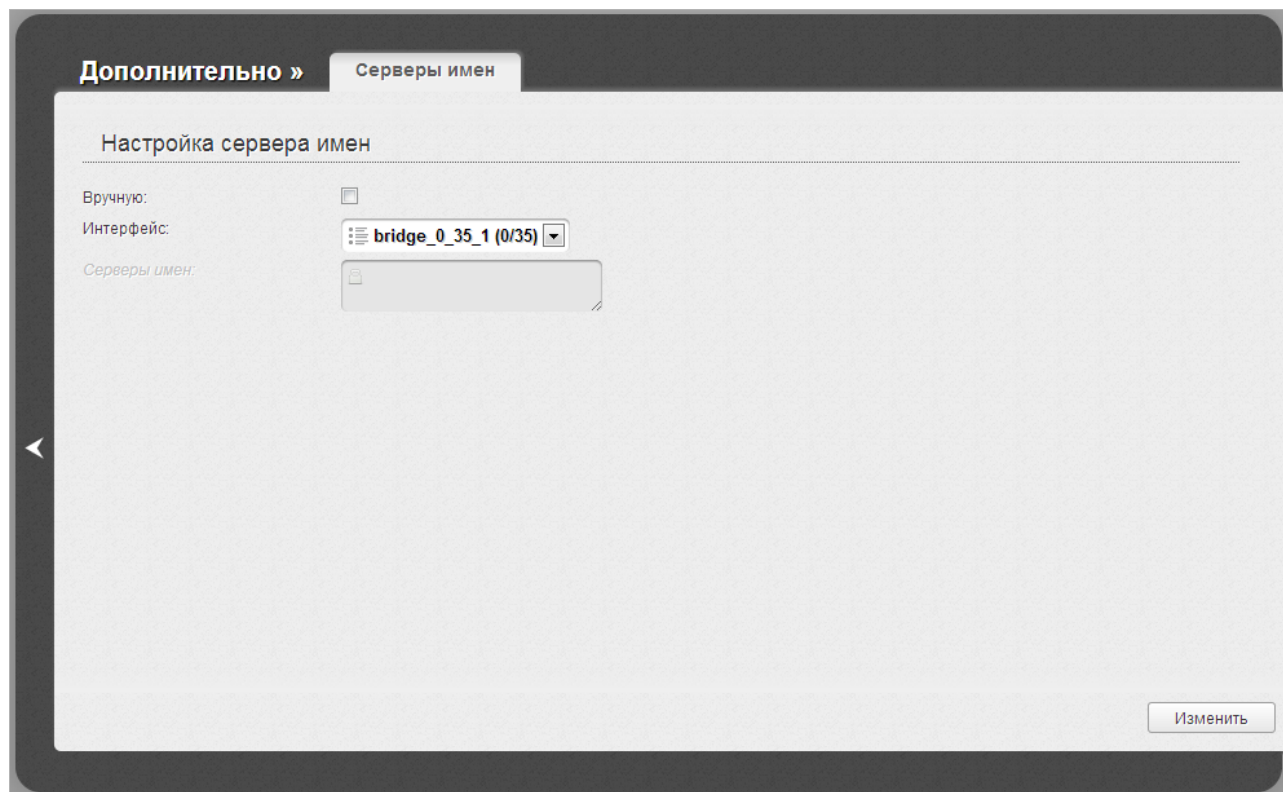 Дополнительно » Серверы имен
Настройка сервера имен
Вручную:
Интерфейс: bridge_0_35_1 (0/35)
Серверы имен:
Изменить